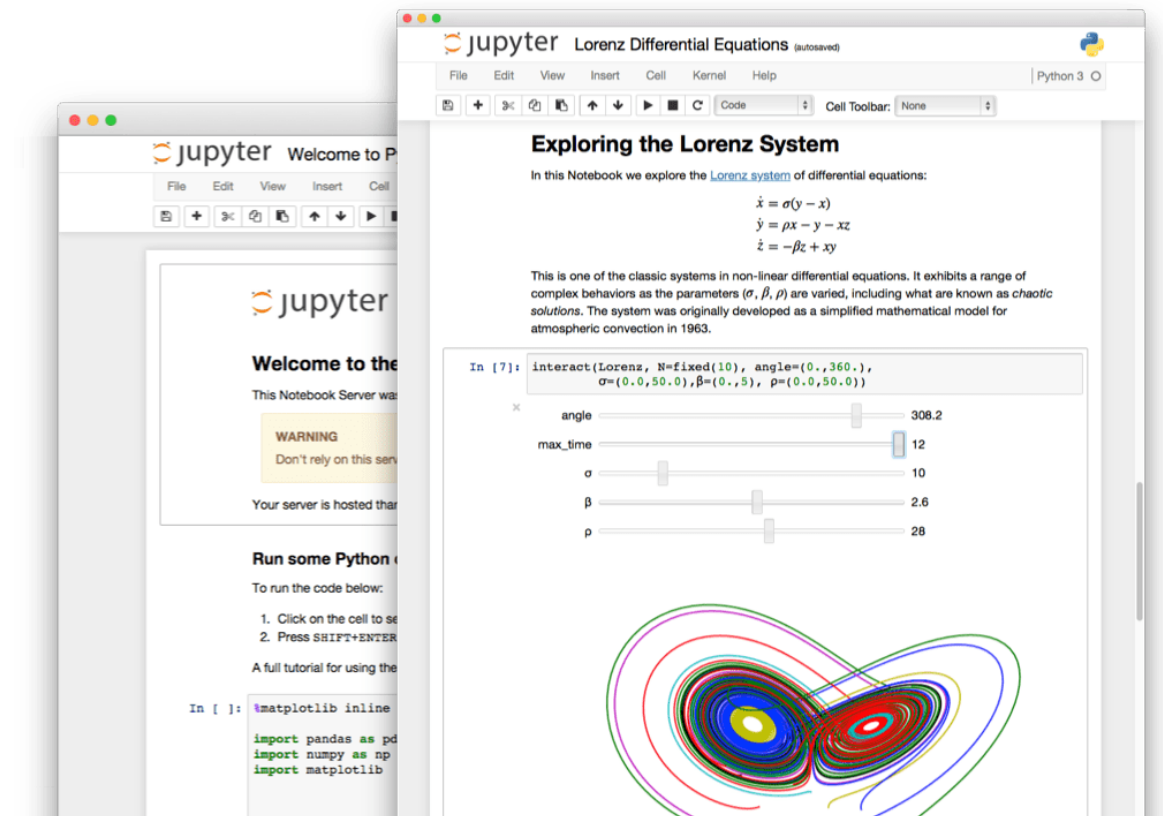 jupyter Lorenz Differential Equations (autosaved)
File Edit View Insert Cell Kernel Help Python 3
Code Cell Toolbar: None
Exploring the Lorenz System
In this Notebook we explore the Lorenz system of differential equations:
ẋ = σ(y − x)
ẏ = ρx − y − xz
ż = −βz + xy
This is one of the classic systems in non-linear differential equations. It exhibits a range of
complex behaviors as the parameters (σ, β, ρ) are varied, including what are known as chaotic
solutions. The system was originally developed as a simplified mathematical model for
atmospheric convection in 1963.
In [7]: interact(Lorenz, N=fixed(10), angle=(0.,360.),
σ=(0.0,50.0),β=(0.,5), ρ=(0.0,50.0))
angle 308.2
max_time 12
σ 10
β 2.6
ρ 28
jupyter Welcome to P
File Edit View Insert Cell
jupyter
Welcome to the
This Notebook Server was
WARNING
Don't rely on this serv
Your server is hosted than
Run some Python
To run the code below:
1. Click on the cell to se
2. Press SHIFT+ENTER
A full tutorial for using the
In [ ]: %matplotlib inline
import pandas as pd
import numpy as np
import matplotlib